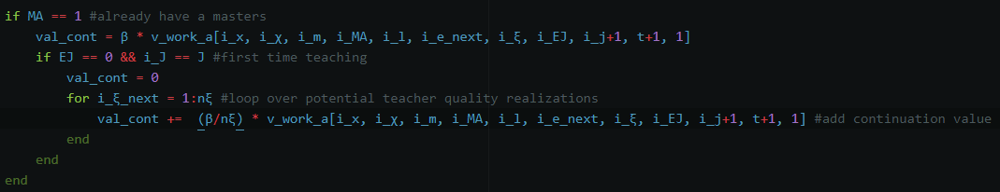 if MA == 1 #already have a masters
    val_cont = β * v_work_a[i_x, i_χ, i_m, i_MA, i_l, i_e_next, i_ξ, i_EJ, i_j+1, t+1, 1]
    if EJ == 0 && i_J == J #first time teaching
        val_cont = 0
        for i_ξ_next = 1:nξ #loop over potential teacher quality realizations
            val_cont +=  (β/nξ) * v_work_a[i_x, i_χ, i_m, i_MA, i_l, i_e_next, i_ξ, i_EJ, i_j+1, t+1, 1] #add continuation value
        end
    end
end